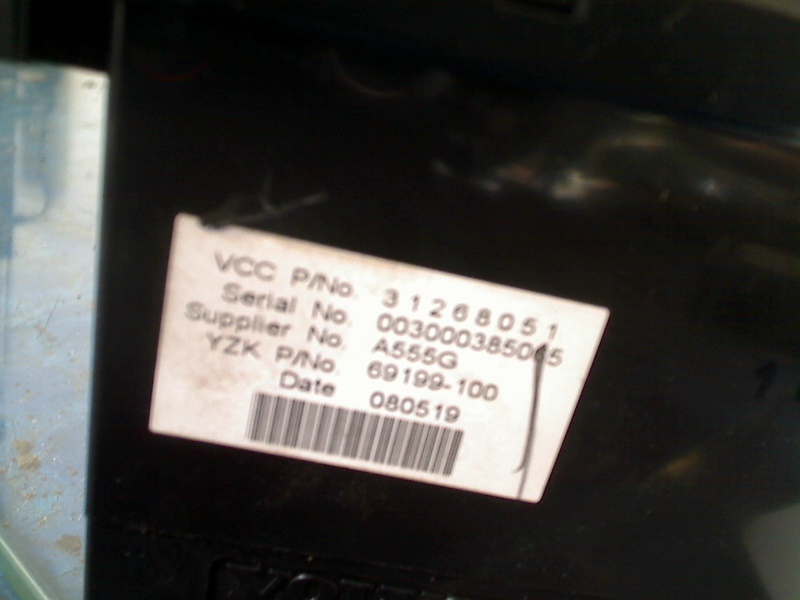 VCC P/No. 31268051
Serial No. 003000385065
Supplier No. A555G
YZK P/No. 69199-100
Date 080519